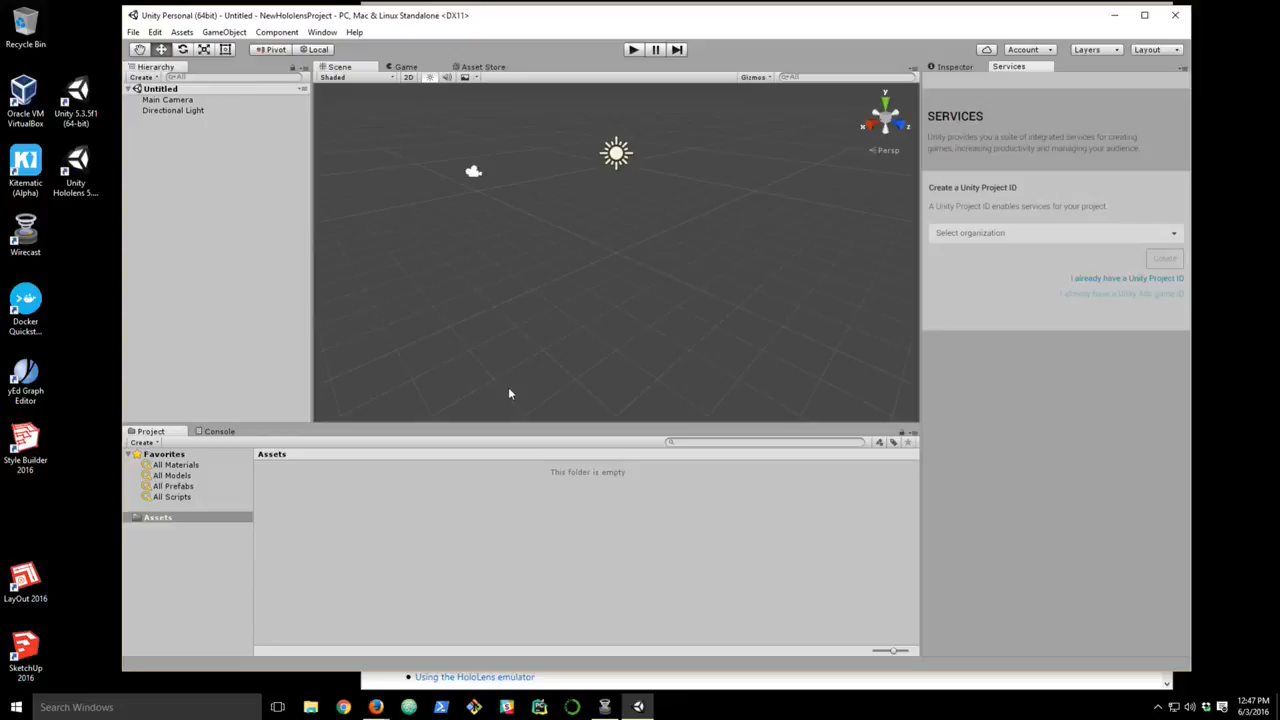 Unity Personal (64bit) - Untitled - NewHololensProject - PC, Mac & Linux Standalone <DX11>
File Edit Assets GameObject Component Window Help
Pivot Local Account Layers Layout
Hierarchy
Create All
Untitled
Main Camera
Directional Light
Scene Game Asset Store
Shaded 2D Gizmos All
y
x z
Persp
Inspector Services
SERVICES
Unity provides you a suite of integrated services for creating
games, increasing productivity and managing your audience.
Create a Unity Project ID
A Unity Project ID enables services for your project.
Select organization
Create
I already have a Unity Project ID
I already have a Unity Ads game ID
Project Console
Create
Favorites
All Materials
All Models
All Prefabs
All Scripts
Assets
Assets
This folder is empty
Using the HoloLens emulator
Recycle Bin
Oracle VM
VirtualBox
Unity 5.3.5f1
(64-bit)
Kitematic
(Alpha)
Unity
Hololens 5....
Wirecast
Docker
Quickst...
yEd Graph
Editor
Style Builder
2016
LayOut 2016
SketchUp
2016
Search Windows
12:47 PM
6/3/2016